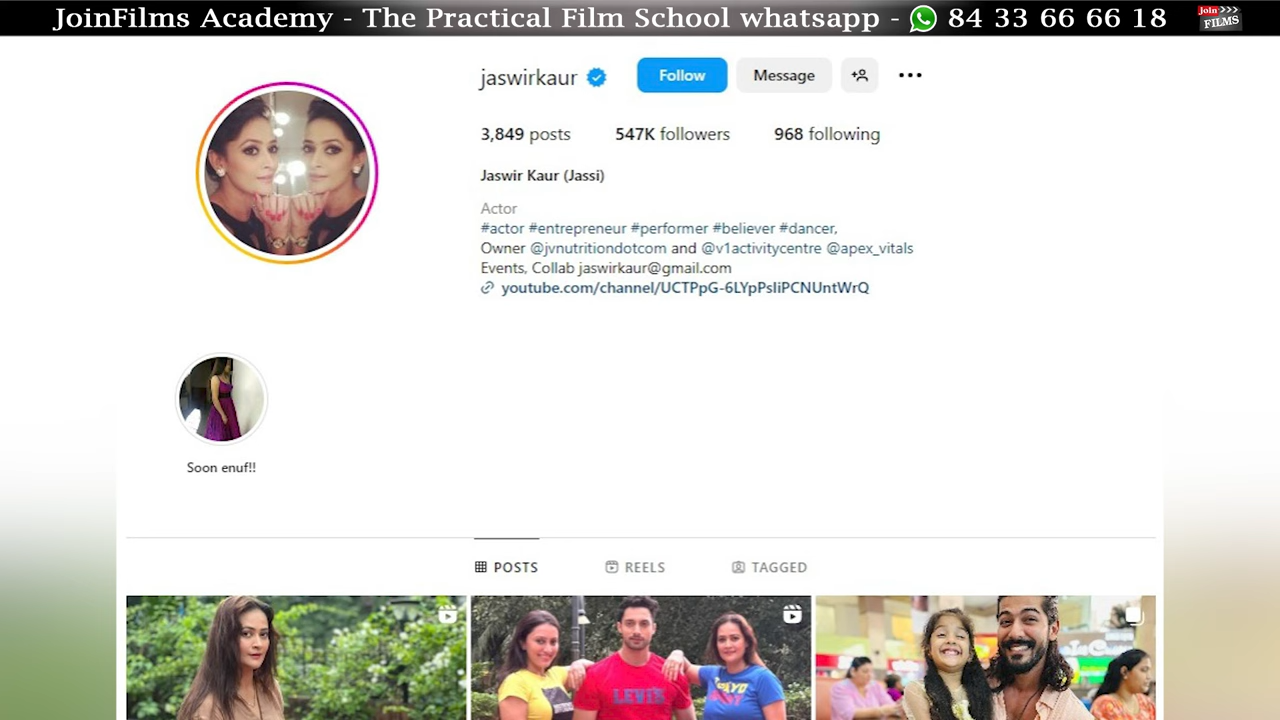 JoinFilms Academy - The Practical Film School whatsapp - 84 33 66 66 18
Join FILMS
jaswirkaur Follow Message
3,849 posts 547K followers 968 following
Jaswir Kaur (Jassi)
Actor
#actor #entrepreneur #performer #believer #dancer,
Owner @jvnutritiondotcom and @v1activitycentre @apex_vitals
Events, Collab jaswirkaur@gmail.com
youtube.com/channel/UCTPpG-6LYpPsliPCNUntWrQ
Soon enuf!!
POSTS REELS TAGGED
LEVI'S